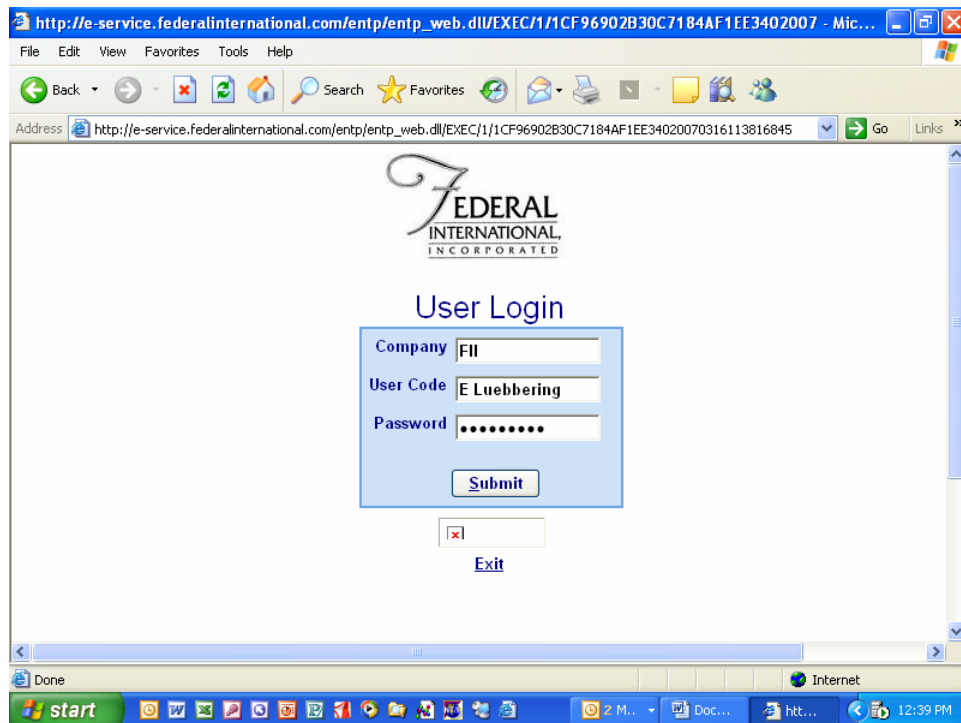 http://e-service.federalinternational.com/entp/entp_web.dll/EXEC/1/1CF96902B30C7184AF1EE3402007 - Mic...
File Edit View Favorites Tools Help
Back Search Favorites
Address http://e-service.federalinternational.com/entp/entp_web.dll/EXEC/1/1CF96902B30C7184AF1EE34020070316113816845 Go Links »
FEDERAL
INTERNATIONAL,
INCORPORATED
User Login
Company FII
User Code E Luebbering
Password •••••••••
Submit
Exit
Done Internet
start 2 M... Doc... htt... 12:39 PM